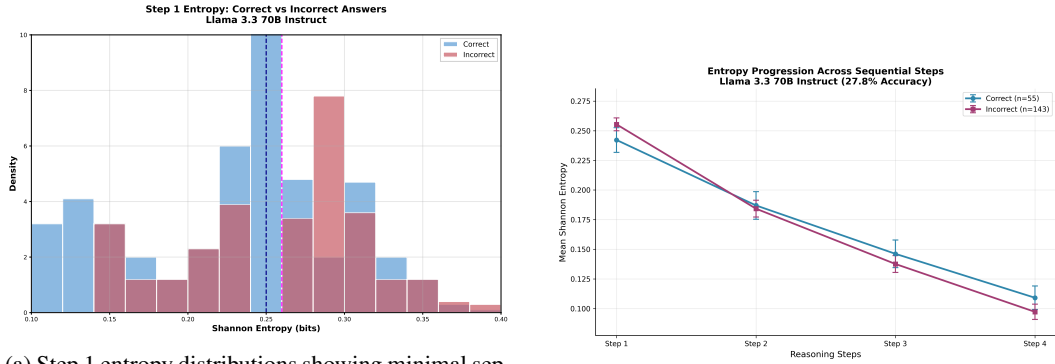 Step 1 Entropy: Correct vs Incorrect Answers
Llama 3.3 70B Instruct
Correct
Incorrect
10
8
6
4
2
0
Density
0.10 0.15 0.20 0.25 0.30 0.35 0.40
Shannon Entropy (bits)
(a) Step 1 entropy distributions showing minimal sep-
Entropy Progression Across Sequential Steps
Llama 3.3 70B Instruct (27.8% Accuracy)
Correct (n=55)
Incorrect (n=143)
0.275
0.250
0.225
0.200
0.175
0.150
0.125
0.100
Mean Shannon Entropy
Step 1 Step 2 Step 3 Step 4
Reasoning Steps